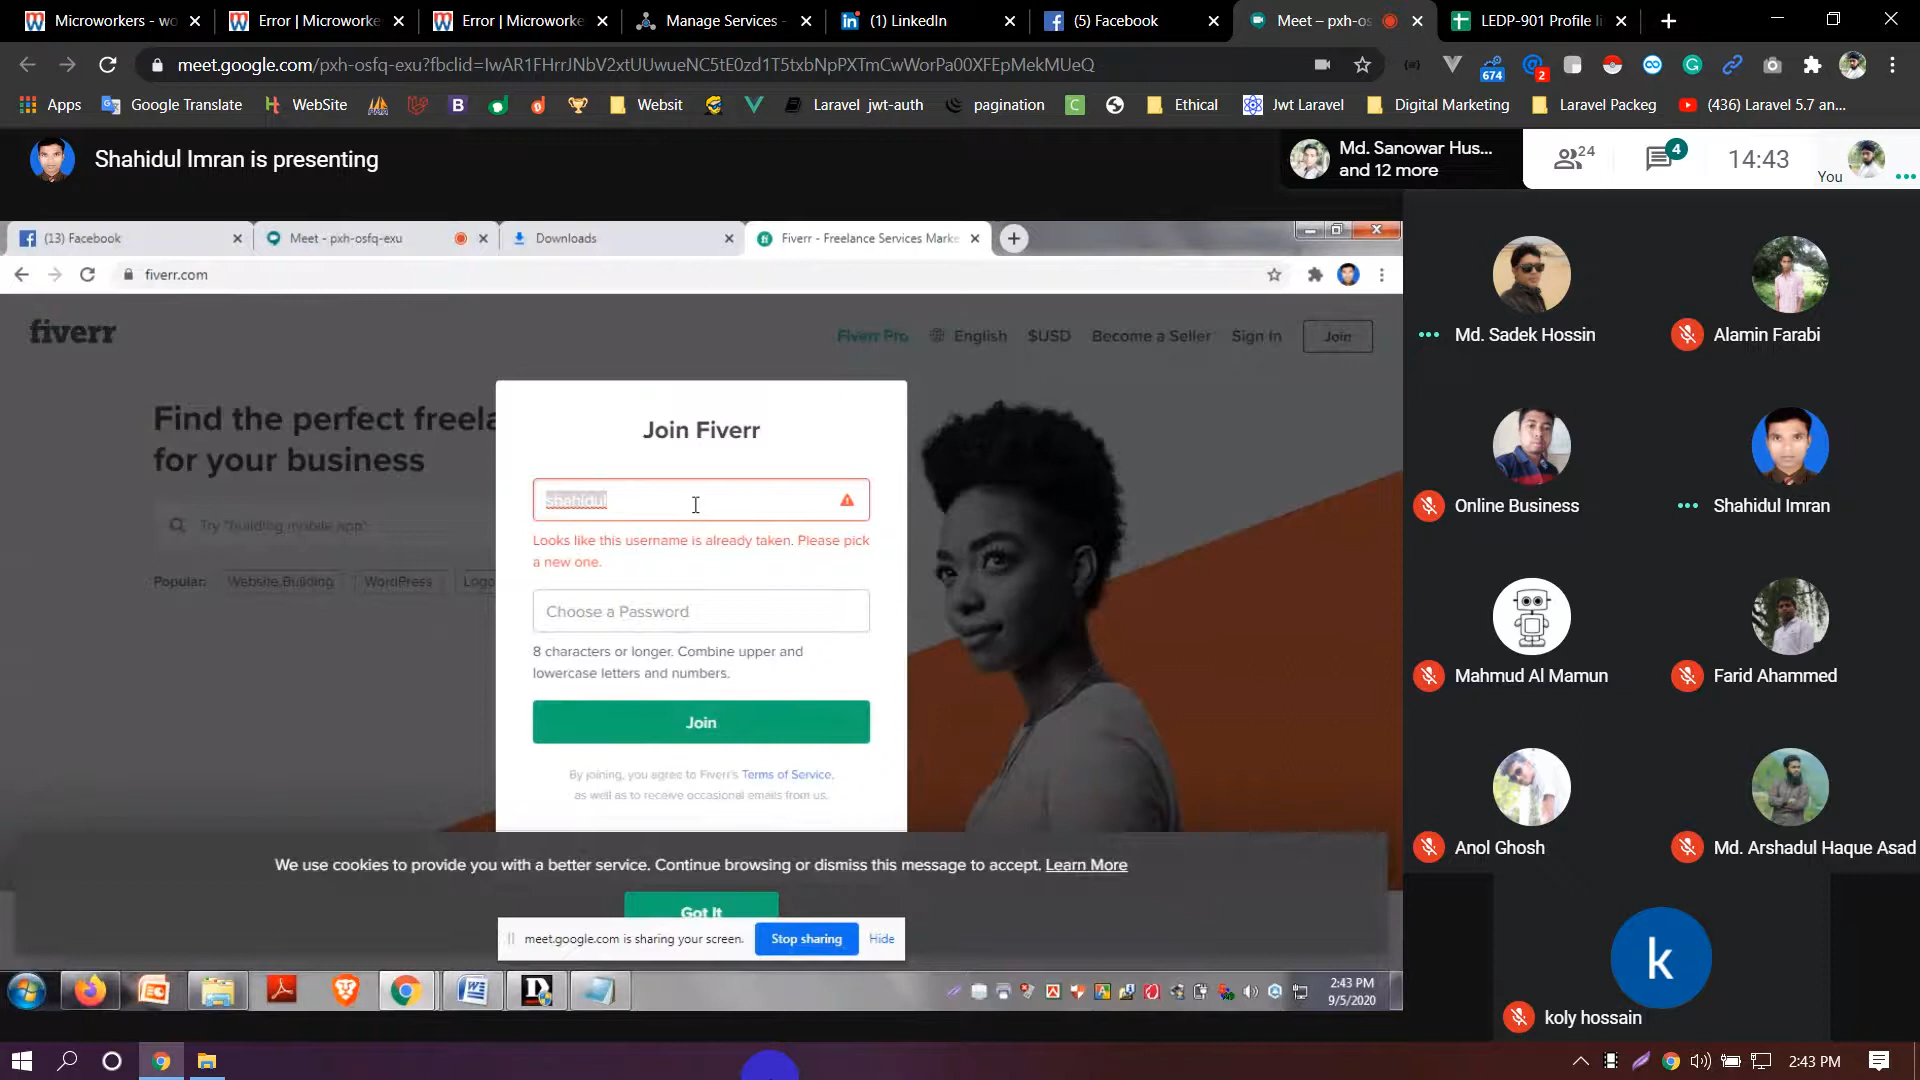 Microworkers - wo
Error | Microworke
Error | Microworke
Manage Services -
(1) LinkedIn
(5) Facebook
Meet – pxh-os
LEDP-901 Profile li
meet.google.com/pxh-osfq-exu?fbclid=IwAR1FHrrJNbV2xtUUwueNC5tE0zd1T5txbNpPXTmCwWorPa00XFEpMekMUeQ
674
2
Apps
Google Translate
WebSite
Websit
Laravel jwt-auth
pagination
Ethical
Jwt Laravel
Digital Marketing
Laravel Packeg
(436) Laravel 5.7 an...
Shahidul Imran is presenting
Md. Sanowar Hus...
and 12 more
24
4
14:43
You
(13) Facebook
Meet - pxh-osfq-exu
Downloads
Fiverr - Freelance Services Marke
fiverr.com
fiverr
Fiverr Pro
English
$USD
Become a Seller
Sign In
Join
Find the perfect freela
for your business
Try "building mobile app"
Popular:
Website Building
WordPress
Logo
Join Fiverr
shahidul
Looks like this username is already taken. Please pick
a new one.
Choose a Password
8 characters or longer. Combine upper and
lowercase letters and numbers.
Join
By joining, you agree to Fiverr's Terms of Service,
as well as to receive occasional emails from us.
We use cookies to provide you with a better service. Continue browsing or dismiss this message to accept. Learn More
Got It
meet.google.com is sharing your screen.
Stop sharing
Hide
2:43 PM
9/5/2020
Md. Sadek Hossin
Alamin Farabi
Online Business
Shahidul Imran
Mahmud Al Mamun
Farid Ahammed
Anol Ghosh
Md. Arshadul Haque Asad
k
koly hossain
2:43 PM